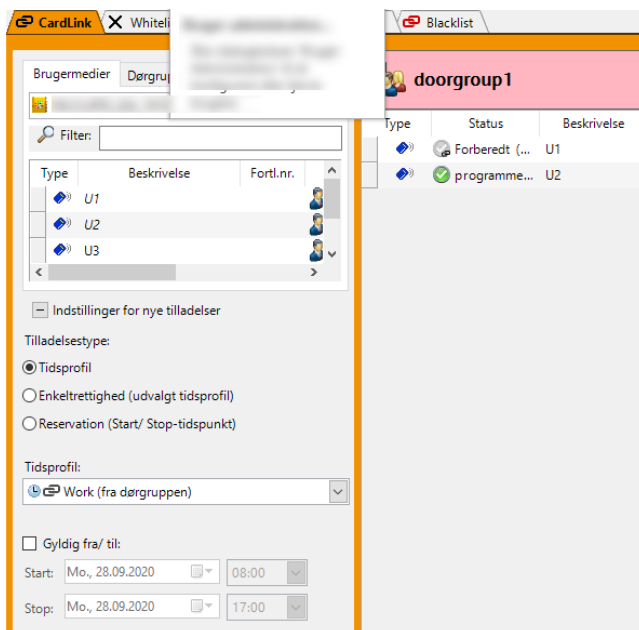 CardLink
Whiteli
Blacklist
Brugermedier
Dørgru
doorgroup1
Filter:
Type Status Beskrivelse
Forberedt (... U1
programme... U2
Type Beskrivelse Fortl.nr.
U1
U2
U3
Indstillinger for nye tilladelser
Tilladelsestype:
Tidsprofil
Enkeltrettighed (udvalgt tidsprofil)
Reservation (Start/ Stop-tidspunkt)
Tidsprofil:
Work (fra dørgruppen)
Gyldig fra/ til:
Start: Mo., 28.09.2020 08:00
Stop: Mo., 28.09.2020 17:00